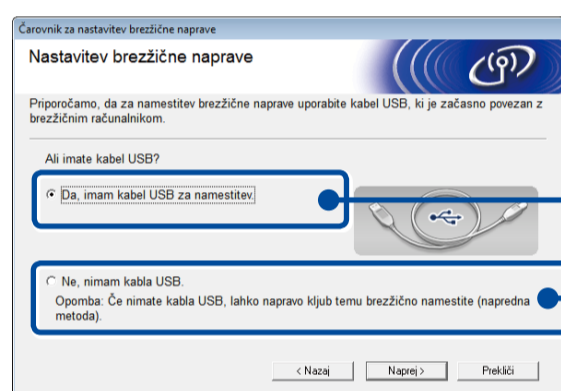 Čarovnik za nastavitev brezžične naprave
Nastavitev brezžične naprave
Priporočamo, da za namestitev brezžične naprave uporabite kabel USB, ki je začasno povezan z
brezžičnim računalnikom.
Ali imate kabel USB?
Da, imam kabel USB za namestitev.
Ne, nimam kabla USB.
Opomba: Če nimate kabla USB, lahko napravo kljub temu brezžično namestite (napredna
metoda).
< Nazaj
Naprej >
Prekliči